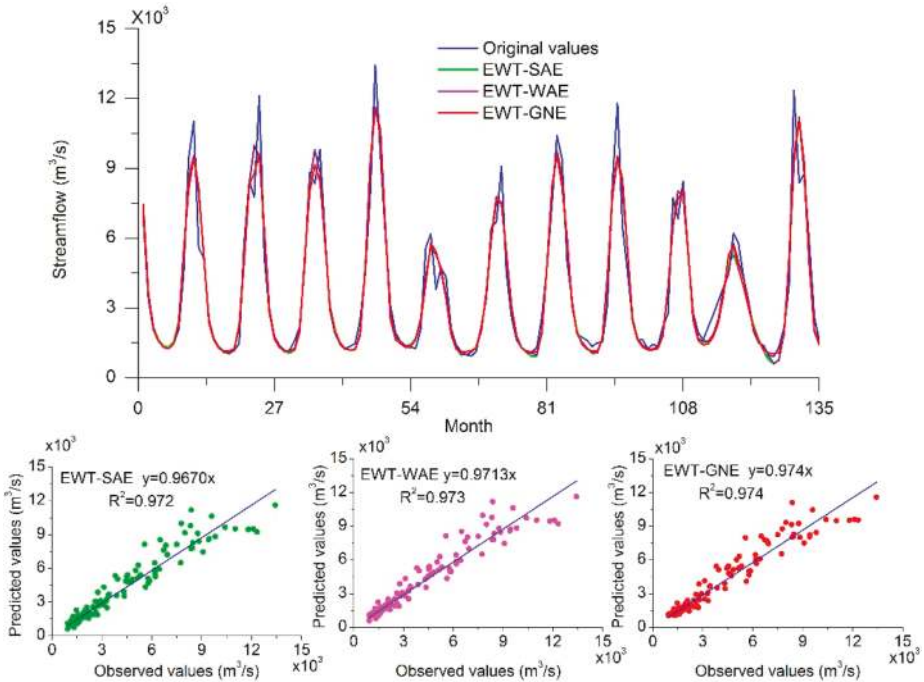 X10³
15
12
9
6
3
0
Streamflow (m³/s)
Original values
EWT-SAE
EWT-WAE
EWT-GNE
0 27 54 81 108 135
Month
x10³
15
12
9
6
3
0
Predicted values (m³/s)
EWT-SAE y=0.9670x
R²=0.972
0 3 6 9 12 15
Observed values (m³/s) x10³
x10³
15
12
9
6
3
0
Predicted values (m³/s)
EWT-WAE y=0.9713x
R²=0.973
0 3 6 9 12 15
Observed values (m³/s) x10³
x10³
15
12
9
6
3
0
Predicted values (m³/s)
EWT-GNE y=0.974x
R²=0.974
0 3 6 9 12 15
Observed values (m³/s) x10³